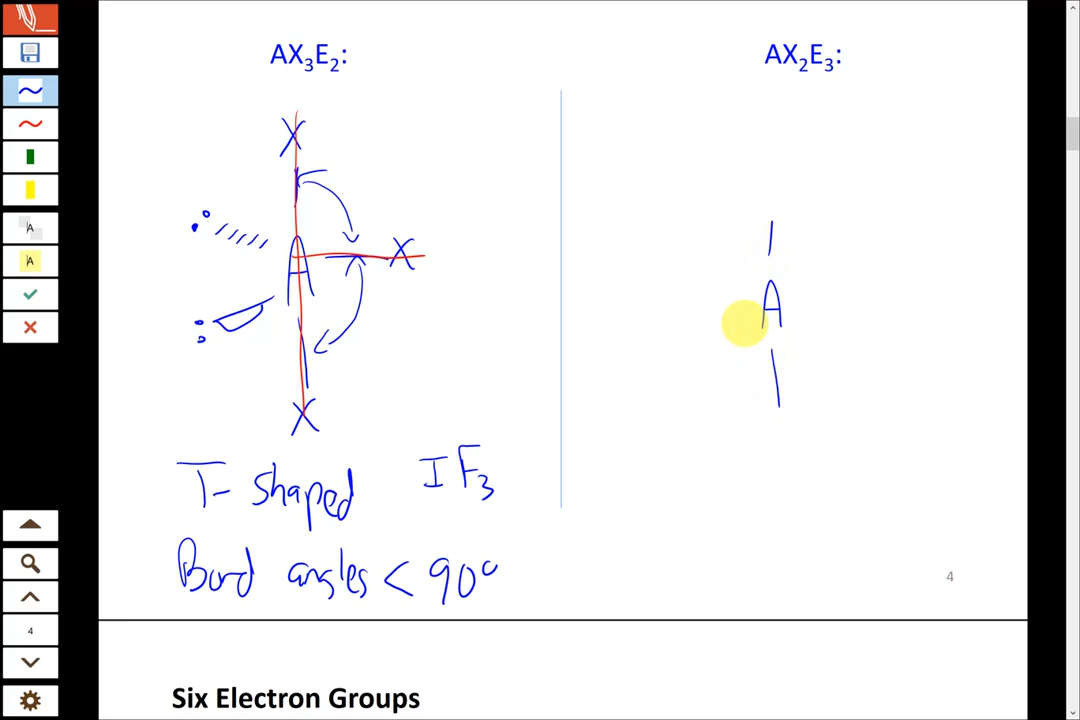 AX₃E₂:
AX₂E₃:
X
A X
X
A
T-shaped IF₃
Bond angles < 90°
4
4
Six Electron Groups
A
A